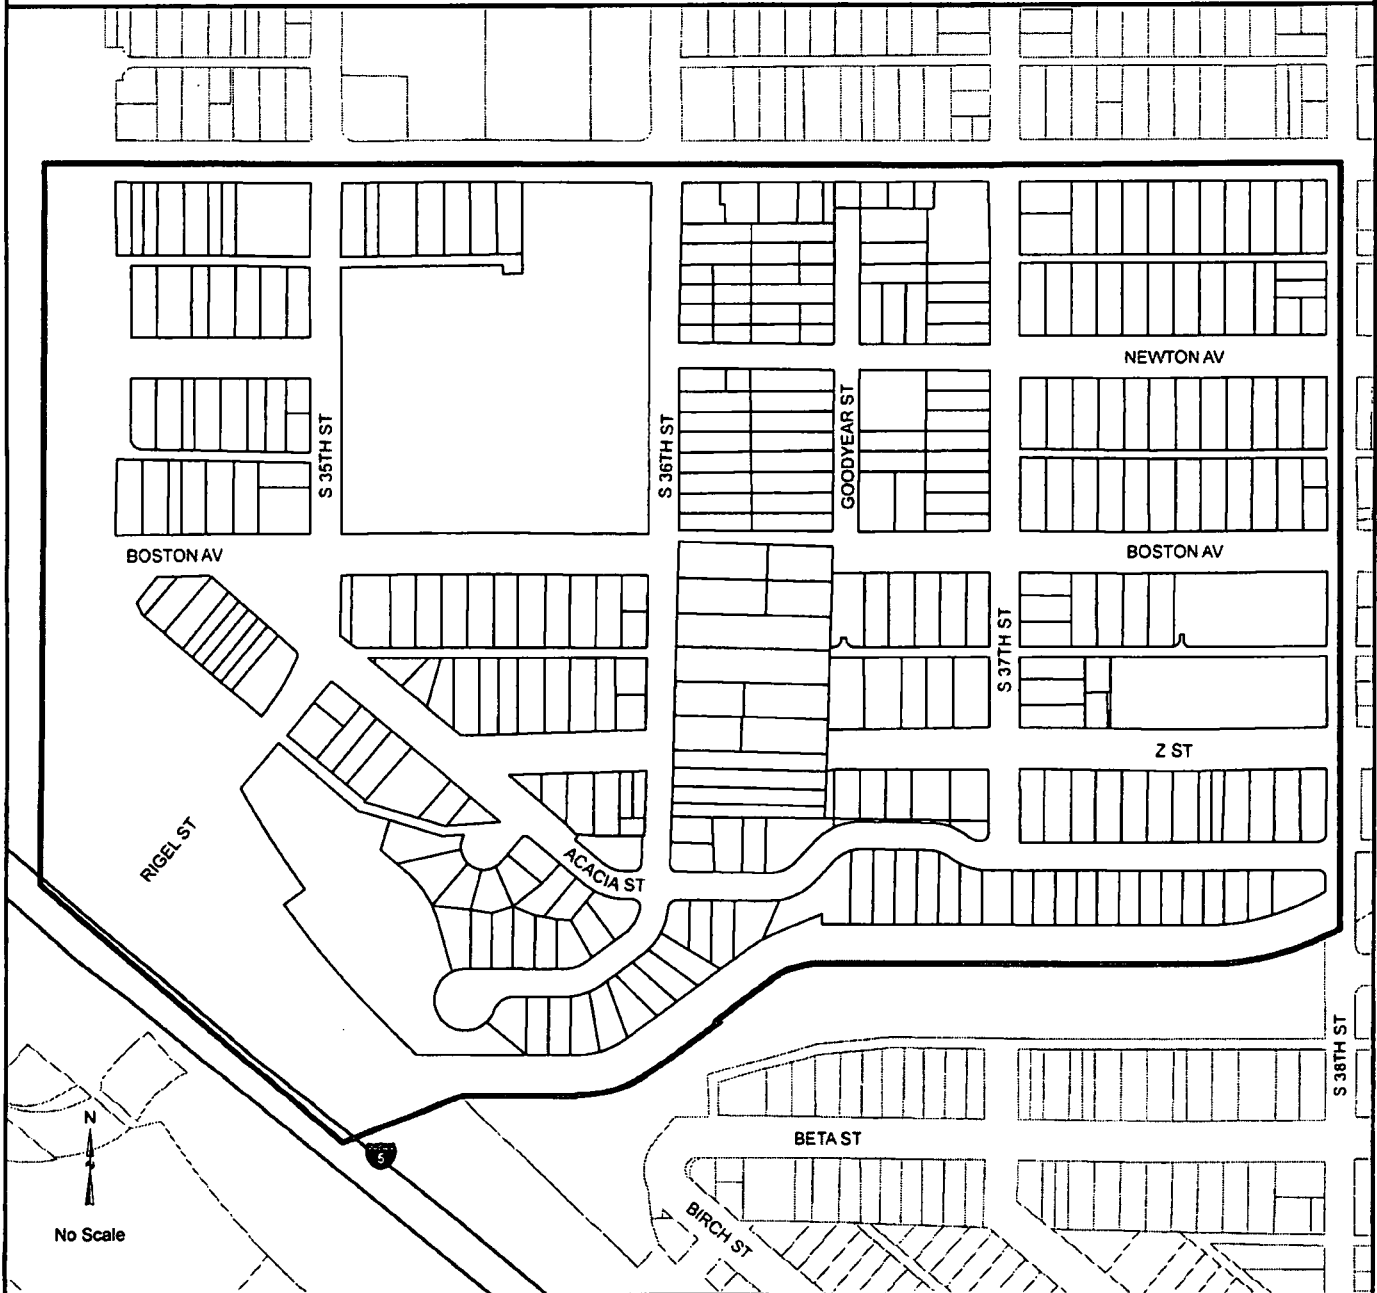 NEWTON AV
S 35TH ST
S 36TH ST
GOODYEAR ST
BOSTON AV
BOSTON AV
S 37TH ST
Z ST
RIGEL ST
ACACIA ST
S 38TH ST
N
5
BETA ST
BIRCH ST
No Scale